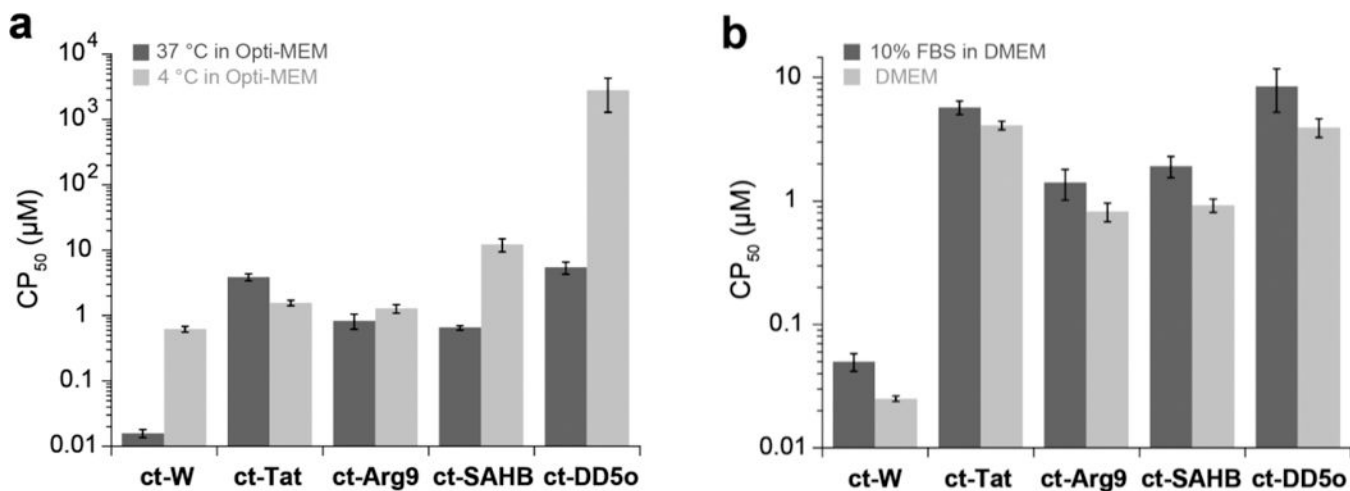 a
37 °C in Opti-MEM
4 °C in Opti-MEM
CP50 (μM)
10^4
10^3
10^2
10
1
0.1
0.01
ct-W ct-Tat ct-Arg9 ct-SAHB ct-DD5o
b
10% FBS in DMEM
DMEM
CP50 (μM)
10
1
0.1
0.01
ct-W ct-Tat ct-Arg9 ct-SAHB ct-DD5o